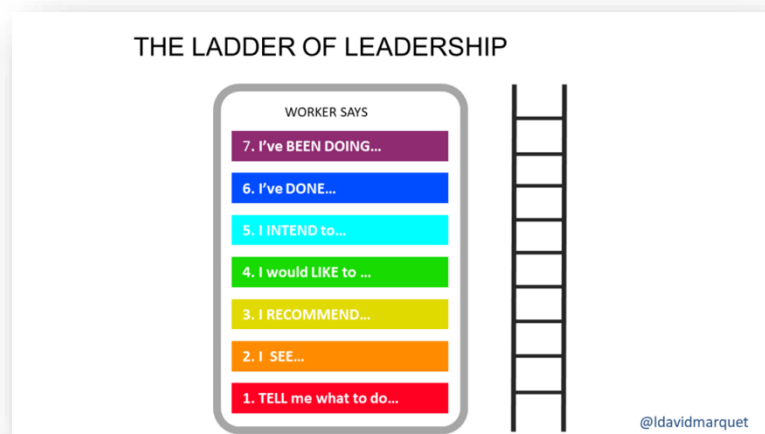 THE LADDER OF LEADERSHIP
WORKER SAYS
7. I've BEEN DOING...
6. I've DONE...
5. I INTEND to...
4. I would LIKE to ...
3. I RECOMMEND...
2. I SEE...
1. TELL me what to do...
@ldavidmarquet